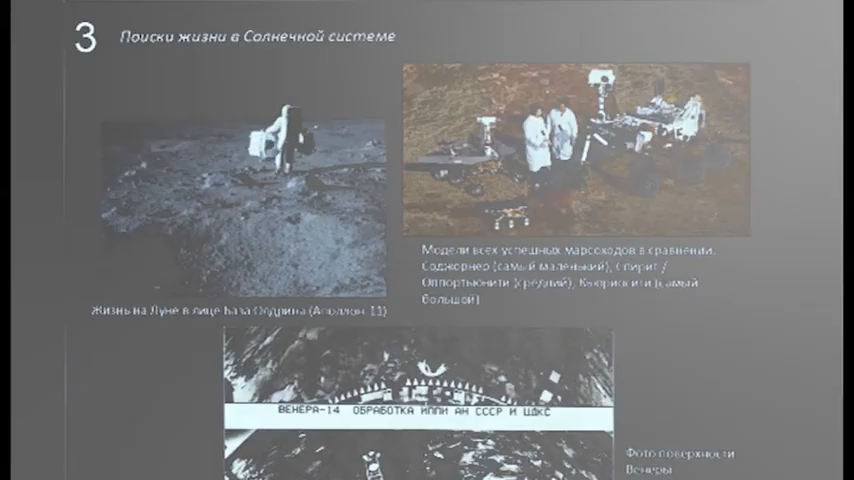 3
Поиски жизни в Солнечной системе
Модели всех успешных марсоходов в сравнении.
Соджорнер (самый маленький), Спирит /
Оппортьюнити (средний), Кьюриосити (самый
большой)
Жизнь на Луне в лице База Олдрина (Аполлон-11)
ВЕНЕРА-14 ОБРАБОТКА ИППИ АН СССР И ЦДКС
Фото поверхности
Венеры